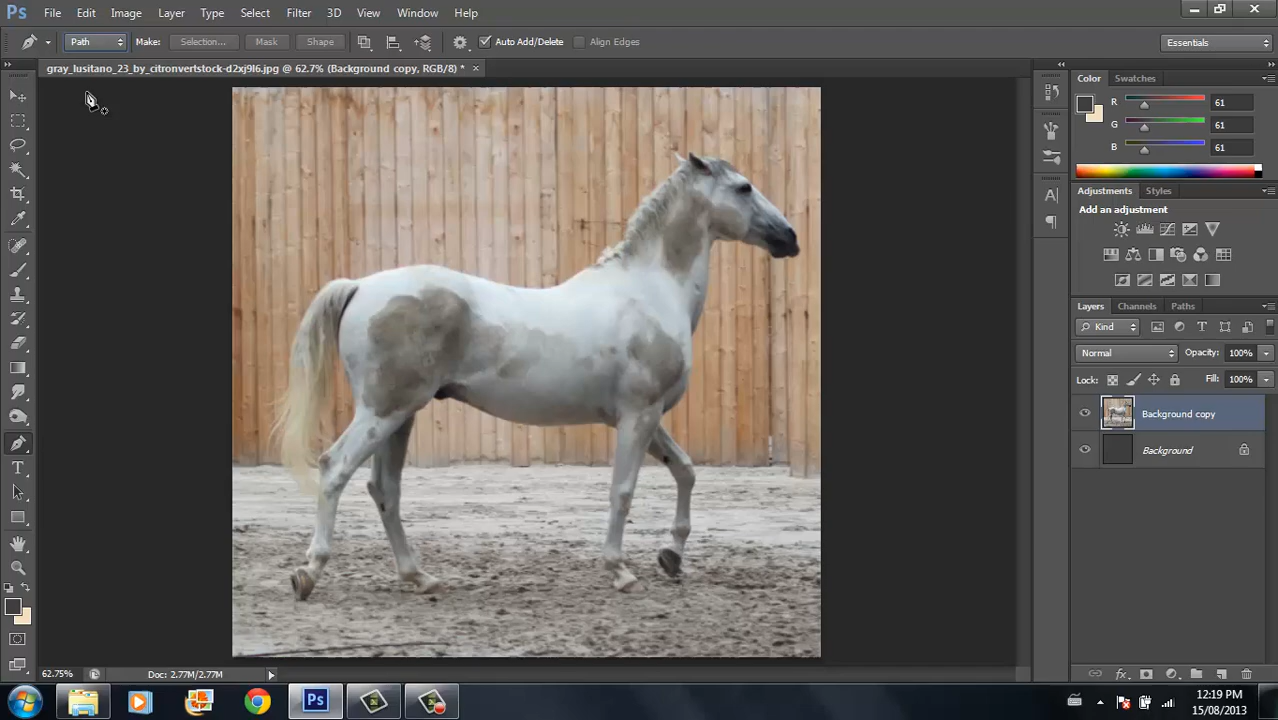 Ps File Edit Image Layer Type Select Filter 3D View Window Help
Path Make: Selection... Mask Shape Auto Add/Delete Align Edges Essentials
gray_lusitano_23_by_citronvertstock-d2xj9l6.jpg @ 62.7% (Background copy, RGB/8) * ×
Color Swatches
R 61
G 61
B 61
Adjustments Styles
Add an adjustment
Layers Channels Paths
Kind
Normal Opacity: 100%
Lock: Fill: 100%
Background copy
Background
62.75% Doc: 2.77M/2.77M
Ps 12:19 PM
15/08/2013